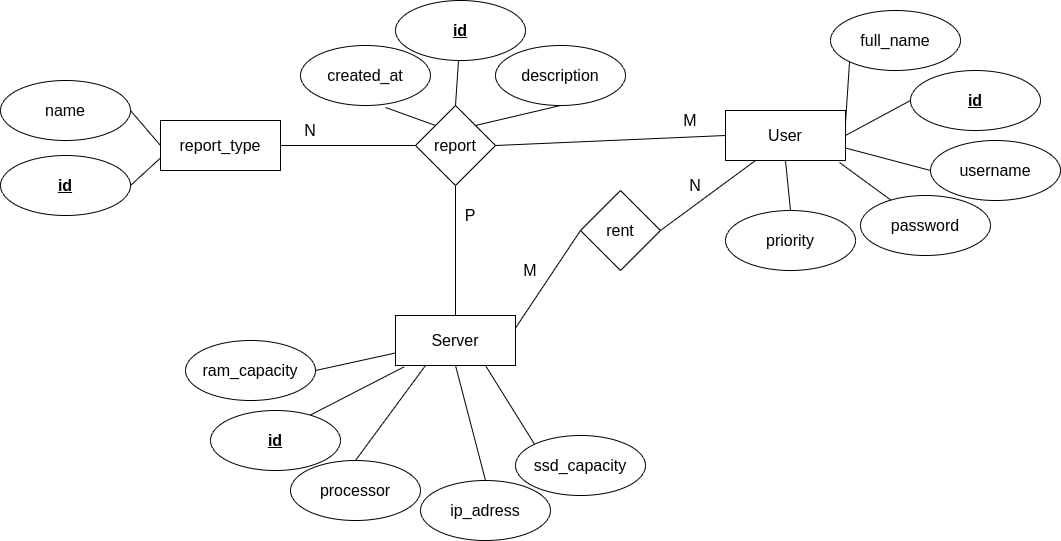 id
full_name
created_at
description
name
id
N
M
report_type
report
User
username
id
password
N
priority
rent
P
M
Server
ram_capacity
id
ssd_capacity
processor
ip_adress